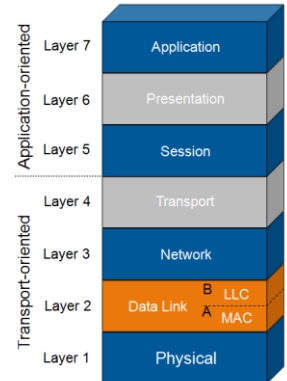 Application-oriented
Transport-oriented
Layer 7 Application
Layer 6 Presentation
Layer 5 Session
Layer 4 Transport
Layer 3 Network
Layer 2 Data Link B LLC
A MAC
Layer 1 Physical